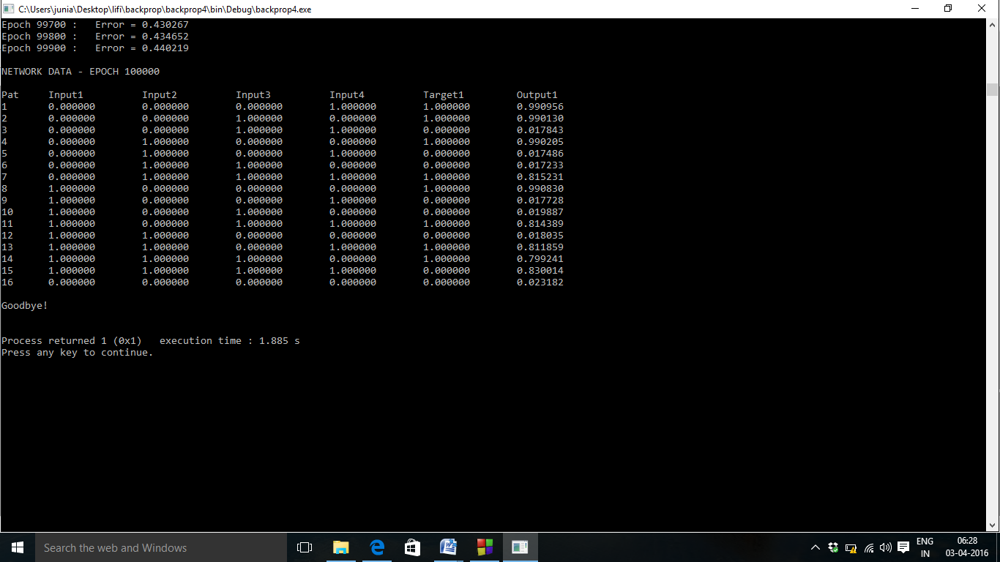 C:\Users\junia\Desktop\lifi\backprop\backprop4\bin\Debug\backprop4.exe
Epoch 99700 :   Error = 0.430267
Epoch 99800 :   Error = 0.434652
Epoch 99900 :   Error = 0.440219
NETWORK DATA - EPOCH 100000
Pat     Input1          Input2          Input3          Input4          Target1         Output1
1       0.000000        0.000000        0.000000        1.000000        1.000000        0.990956
2       0.000000        0.000000        1.000000        0.000000        1.000000        0.990130
3       0.000000        0.000000        1.000000        1.000000        0.000000        0.017843
4       0.000000        1.000000        0.000000        0.000000        1.000000        0.990205
5       0.000000        1.000000        0.000000        1.000000        0.000000        0.017486
6       0.000000        1.000000        1.000000        0.000000        0.000000        0.017233
7       0.000000        1.000000        1.000000        1.000000        1.000000        0.815231
8       1.000000        0.000000        0.000000        0.000000        1.000000        0.990830
9       1.000000        0.000000        0.000000        1.000000        0.000000        0.017728
10      1.000000        0.000000        1.000000        0.000000        0.000000        0.019887
11      1.000000        0.000000        1.000000        1.000000        1.000000        0.814389
12      1.000000        1.000000        0.000000        0.000000        0.000000        0.018035
13      1.000000        1.000000        0.000000        1.000000        1.000000        0.811859
14      1.000000        1.000000        1.000000        0.000000        1.000000        0.799241
15      1.000000        1.000000        1.000000        1.000000        0.000000        0.830014
16      0.000000        0.000000        0.000000        0.000000        0.000000        0.023182
Goodbye!
Process returned 1 (0x1)   execution time : 1.885 s
Press any key to continue.
Search the web and Windows
ENG
IN
06:28
03-04-2016